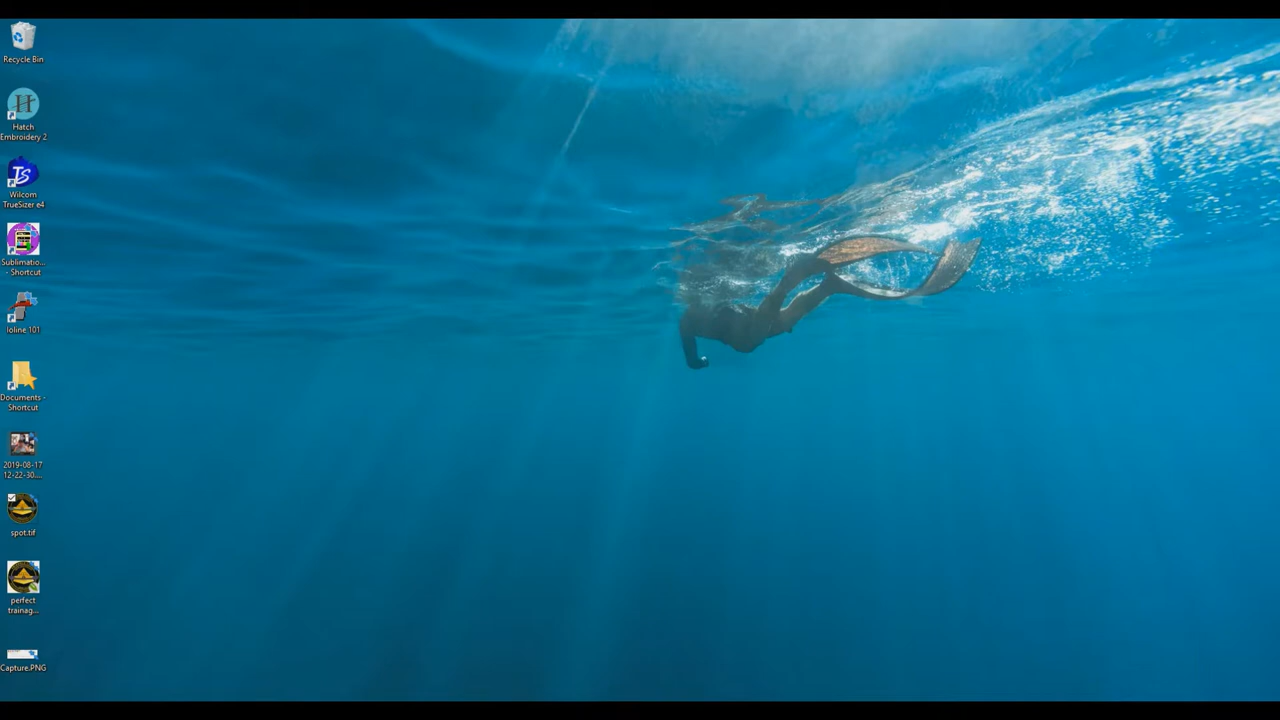 Recycle Bin
H
Hatch
Embroidery 2
TS
Wilcom
TrueSizer e4
Sublimatio...
- Shortcut
Ioline 101
Documents -
Shortcut
2019-08-17
12-22-30....
spot.tif
perfect
trainag...
Capture.PNG